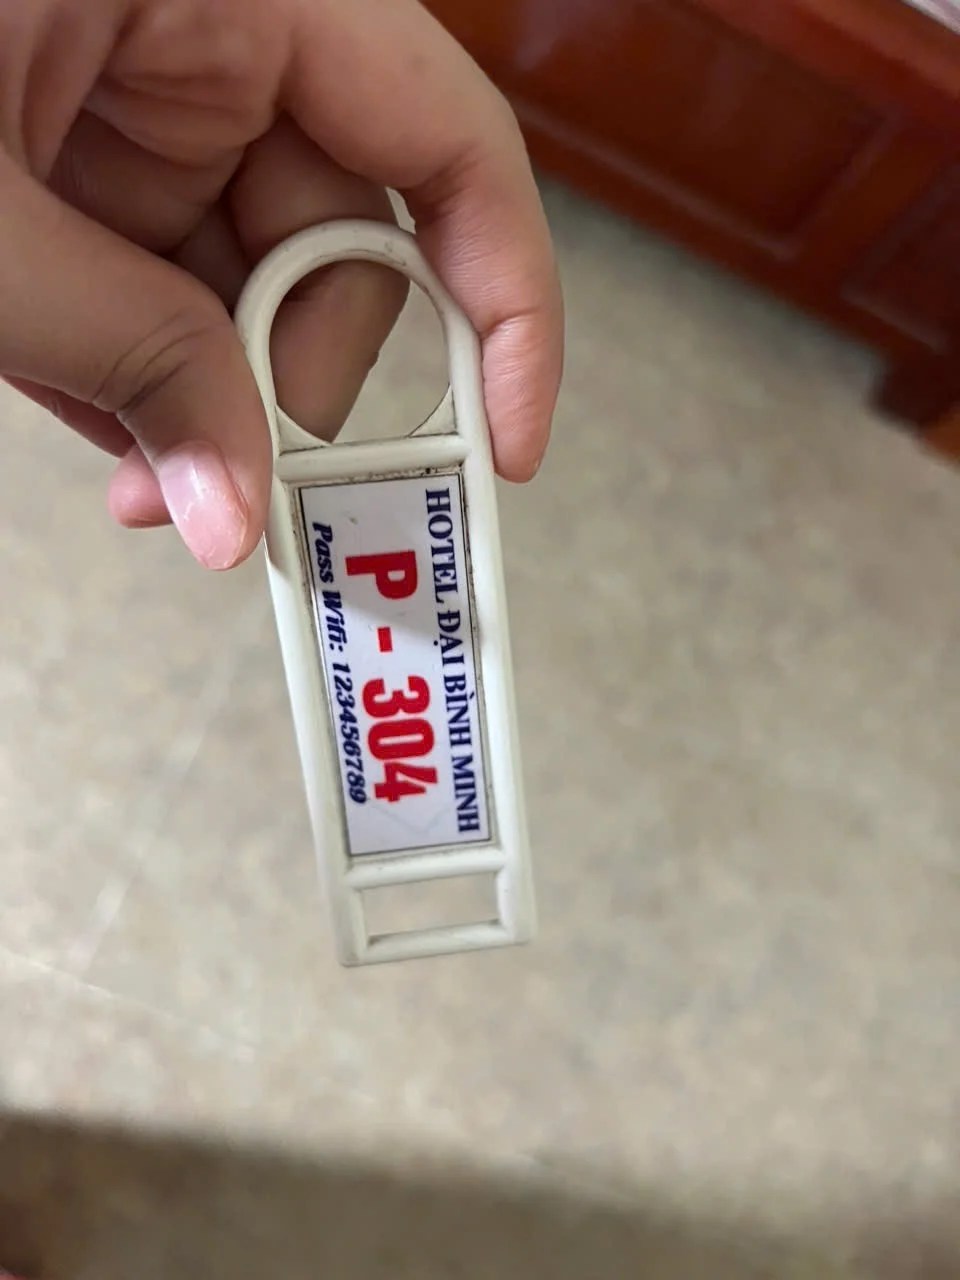 HOTEL ĐẠI BÌNH MINH
P - 304
Pass Wifi: 123456789